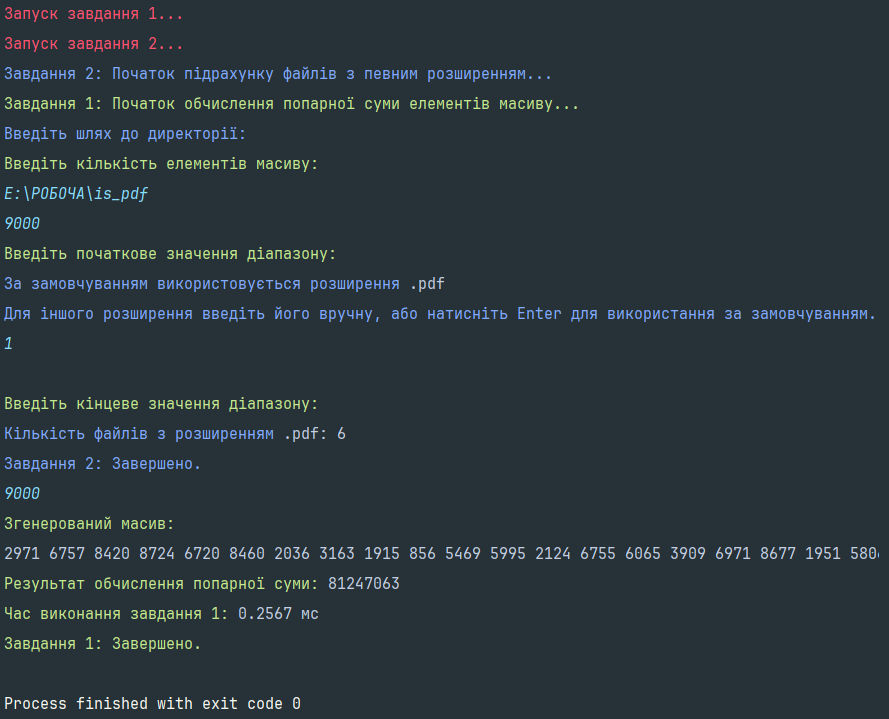 Запуск завдання 1...
Запуск завдання 2...
Завдання 2: Початок підрахунку файлів з певним розширенням...
Завдання 1: Початок обчислення попарної суми елементів масиву...
Введіть шлях до директорії:
Введіть кількість елементів масиву:
E:\РОБОЧА\is_pdf
9000
Введіть початкове значення діапазону:
За замовчуванням використовується розширення .pdf
Для іншого розширення введіть його вручну, або натисніть Enter для використання за замовчуванням.
1
Введіть кінцеве значення діапазону:
Кількість файлів з розширенням .pdf: 6
Завдання 2: Завершено.
9000
Згенерований масив:
2971 6757 8420 8724 6720 8460 2036 3163 1915 856 5469 5995 2124 6755 6065 3909 6971 8677 1951
Результат обчислення попарної суми: 81247063
Час виконання завдання 1: 0.2567 мс
Завдання 1: Завершено.
Process finished with exit code 0